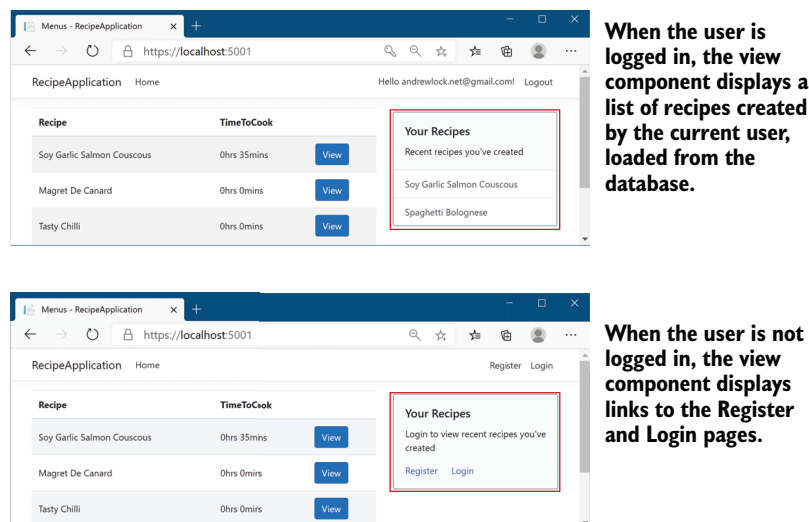 Menus - RecipeApplication
https://localhost:5001
RecipeApplication Home Hello andrewlock.net@gmail.com! Logout
Recipe TimeToCook
Soy Garlic Salmon Couscous 0hrs 35mins View
Magret De Canard 0hrs 0mins View
Tasty Chilli 0hrs 0mins View
Your Recipes
Recent recipes you've created
Soy Garlic Salmon Couscous
Spaghetti Bolognese
When the user is
logged in, the view
component displays a
list of recipes created
by the current user,
loaded from the
database.
Menus - RecipeApplication
https://localhost:5001
RecipeApplication Home Register Login
Recipe TimeToCook
Soy Garlic Salmon Couscous 0hrs 35mins View
Magret De Canard 0hrs 0mins View
Tasty Chilli 0hrs 0mins View
Your Recipes
Login to view recent recipes you've
created
Register Login
When the user is not
logged in, the view
component displays
links to the Register
and Login pages.